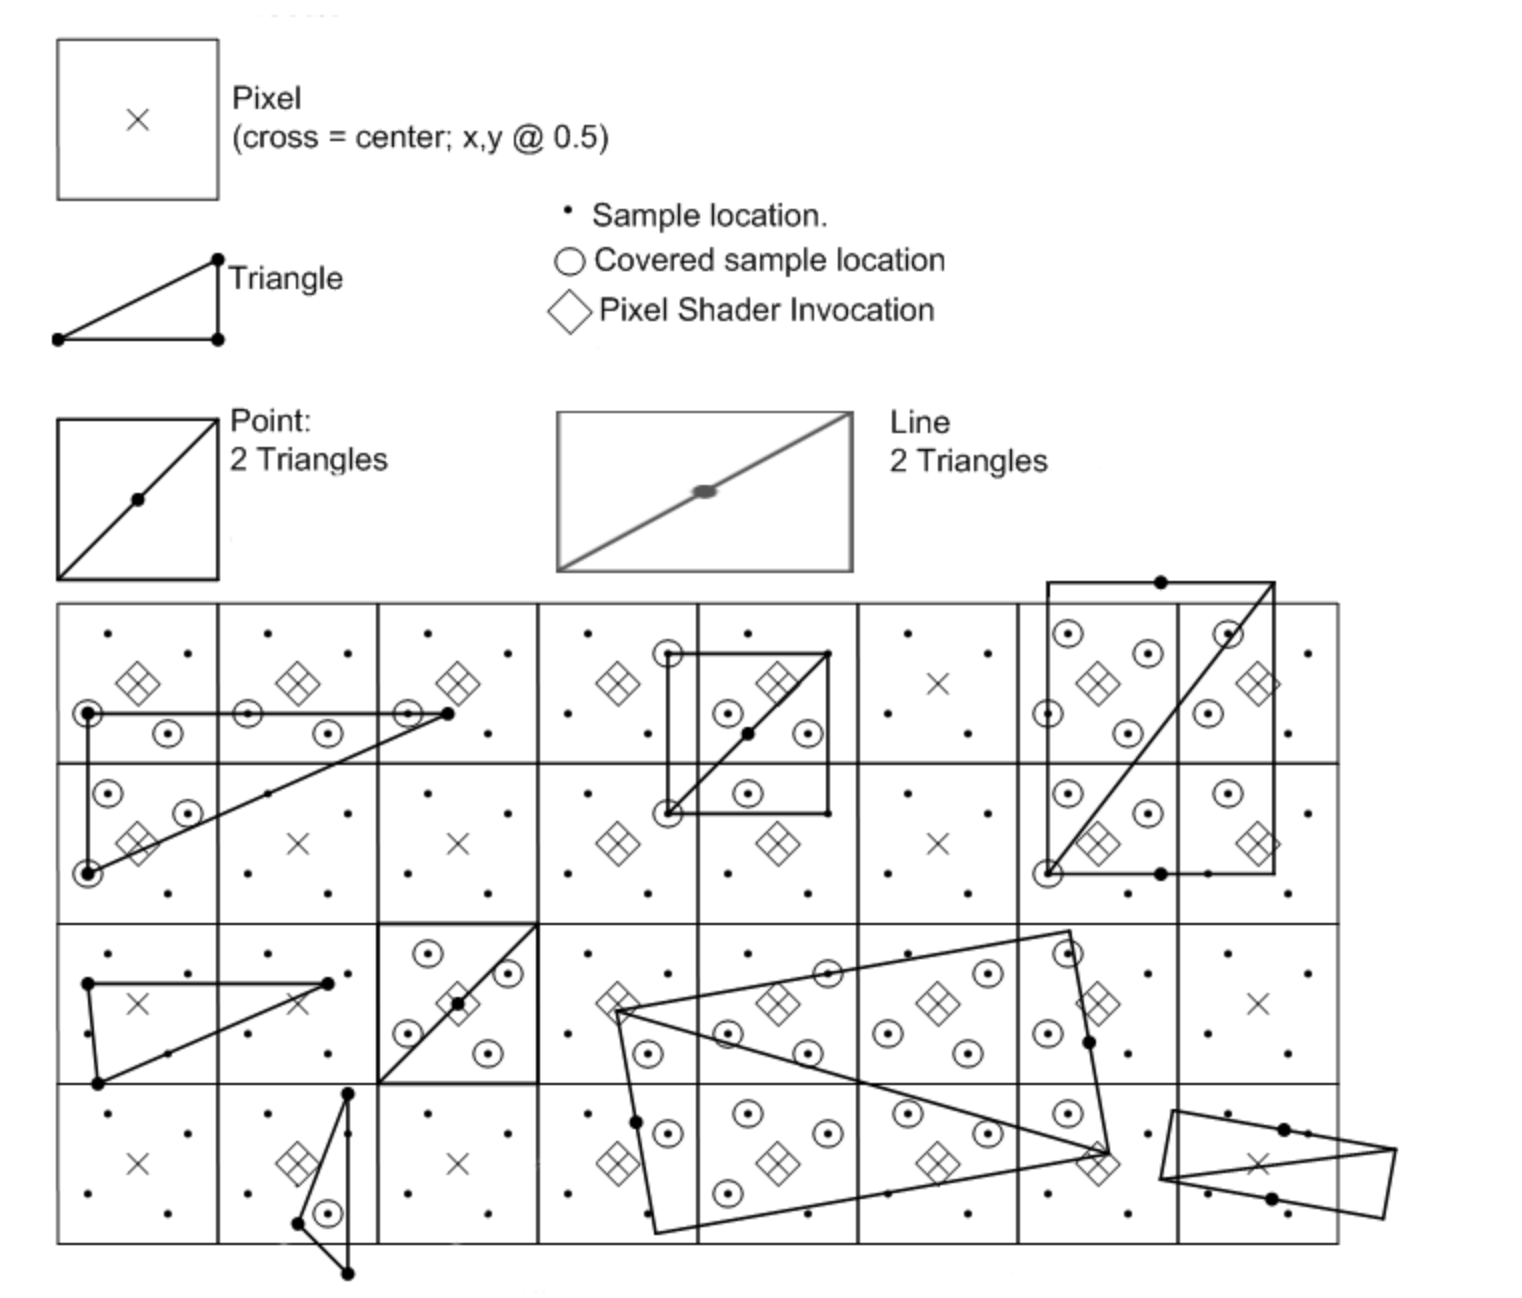 Pixel
(cross = center; x,y @ 0.5)
Sample location.
Covered sample location
Triangle
Pixel Shader Invocation
Point:
2 Triangles
Line
2 Triangles